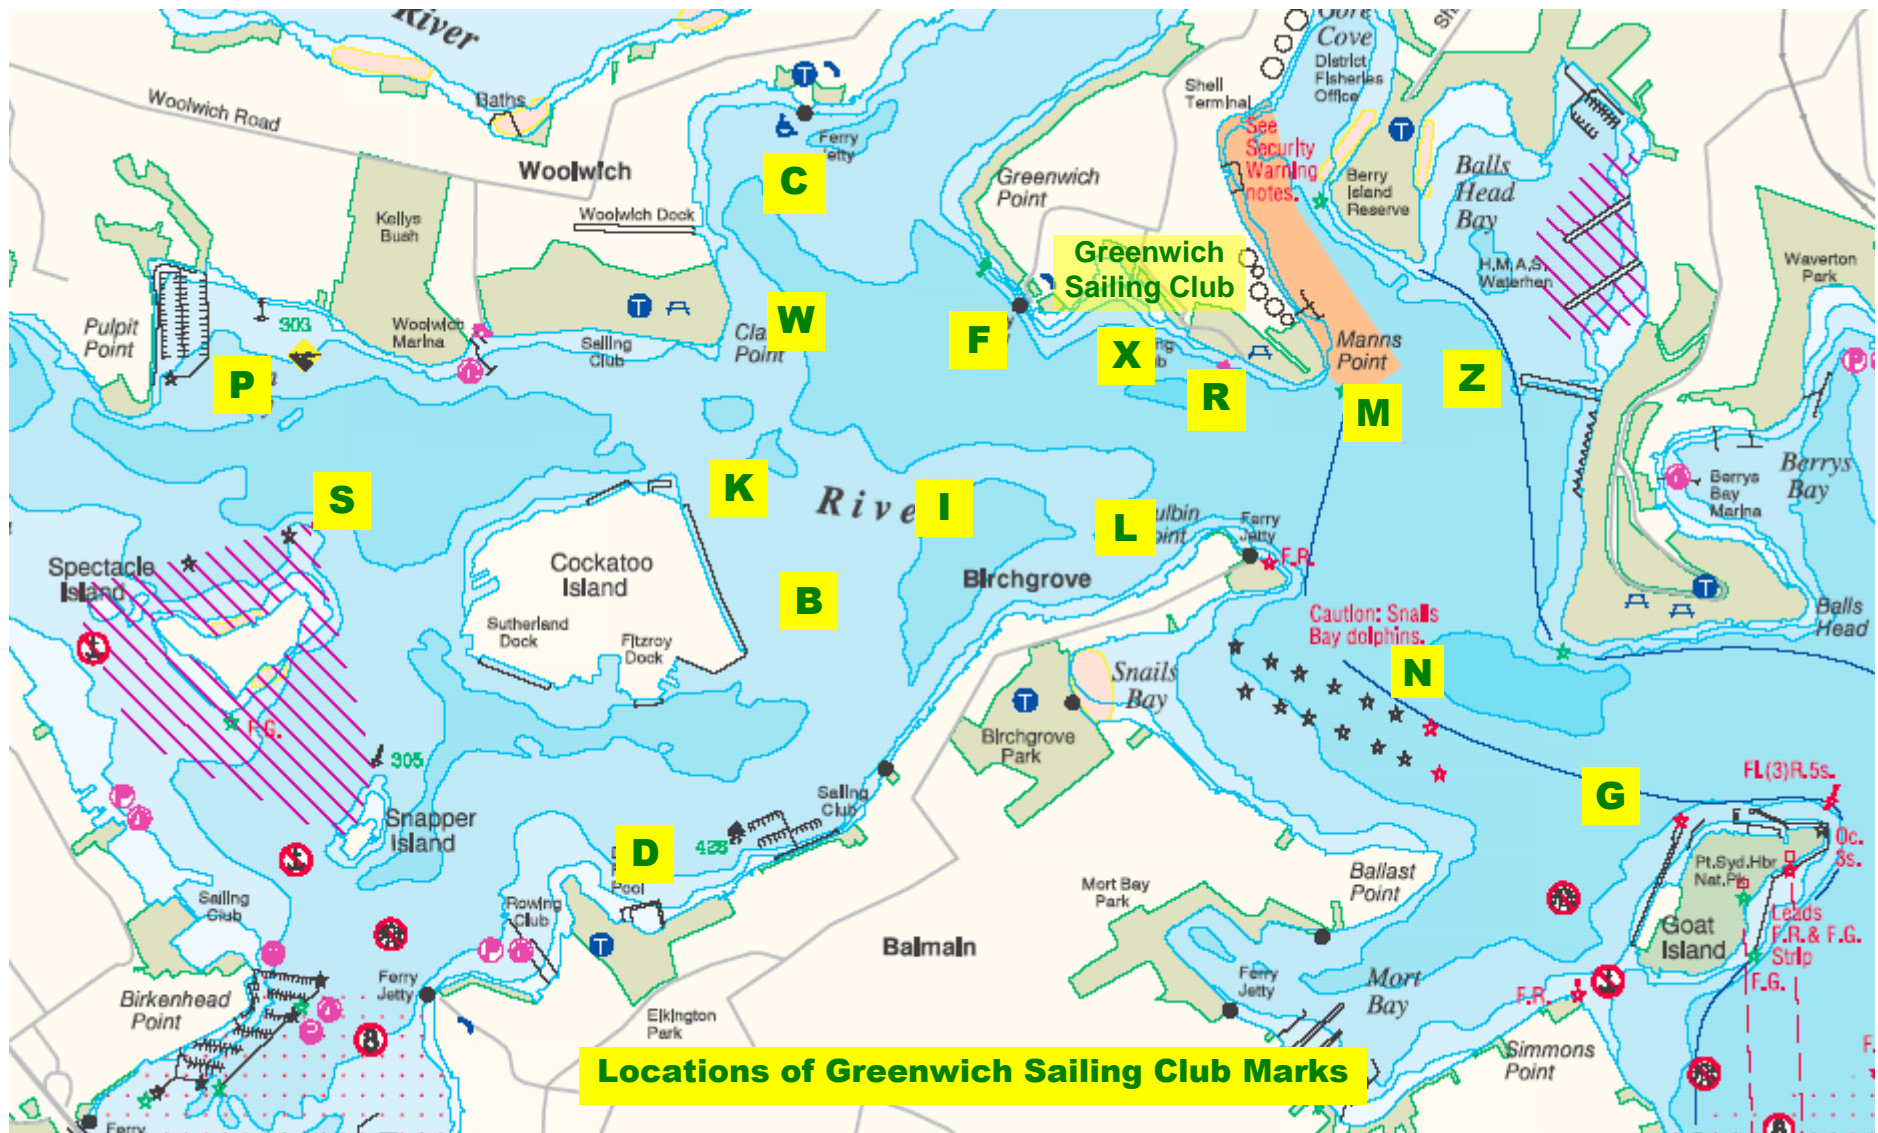 River
Cove
District
Fisheries
Office
Shell
Terminal
Baths
Woolwich Road
Ferry
Jetty
See
Security
Warning
notes.
Woolwich
C
Greenwich
Point
Berry
Island
Reserve
Balls
Head
Bay
Kellys
Bush
Woolwich Dock
Greenwich
Sailing Club
H.M.A.S.
Waterhen
Waverton
Park
Pulpit
Point
303
Woolwich
Marina
Sailing
Club
W
F
X
Manns
Point
Z
P
R
M
S
K
River
I
L
Point
Ferry
Jetty
F.R.
Berrys
Bay
Marina
Berrys
Bay
Spectacle
Island
Cockatoo
Island
Birchgrove
B
Sutherland
Dock
Fitzroy
Dock
Caution: Snails
Bay dolphins.
Balls
Head
Snails
Bay
N
F.G.
305
Birchgrove
Park
Fl.(3)R.5s.
Snapper
Island
Sailng
Club
G
428
D
Pool
Oc.
3s.
Pt.Syd.Hbr
Nat.Pk.
Ballast
Point
Mort Bay
Park
Sailing
Club
Rowing
Club
Goat
Island
Leads
F.R.& F.G.
Strip
F.G.
Balmain
Ferry
Jetty
Ferry
Jetty
Mort
Bay
F.R.
Birkenhead
Point
Elkington
Park
8
Simmons
Point
Locations of Greenwich Sailing Club Marks
Ferry
8